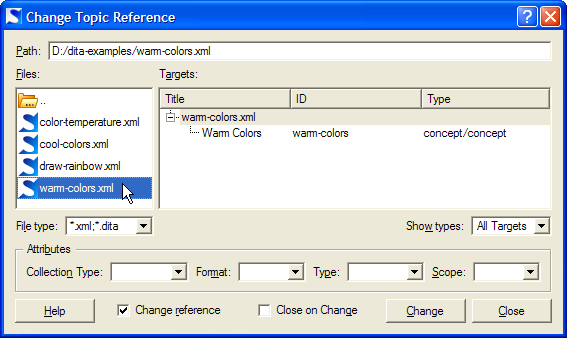 Change Topic Reference
Path: D:/dita-examples/warm-colors.xml
Files: Targets:
..
color-temperature.xml
cool-colors.xml
draw-rainbow.xml
warm-colors.xml
Title ID Type
warm-colors.xml
Warm Colors warm-colors concept/concept
File type: *.xml;*.dita Show types: All Targets
Attributes
Collection Type: Format: Type: Scope:
Help Change reference Close on Change Change Close